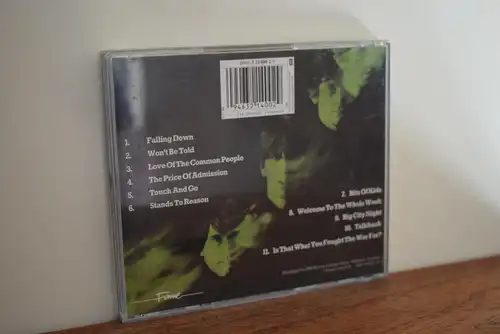 1. Falling Down
2. Won't Be Told
3. Love Of The Common People
4. The Price Of Admission
5. Touch And Go
6. Stands To Reason
7. Bits Of Kids
8. Welcome To The Whole Week
9. Big City Night
10. Talkback
11. Is That What You Fought The War For?
Fame